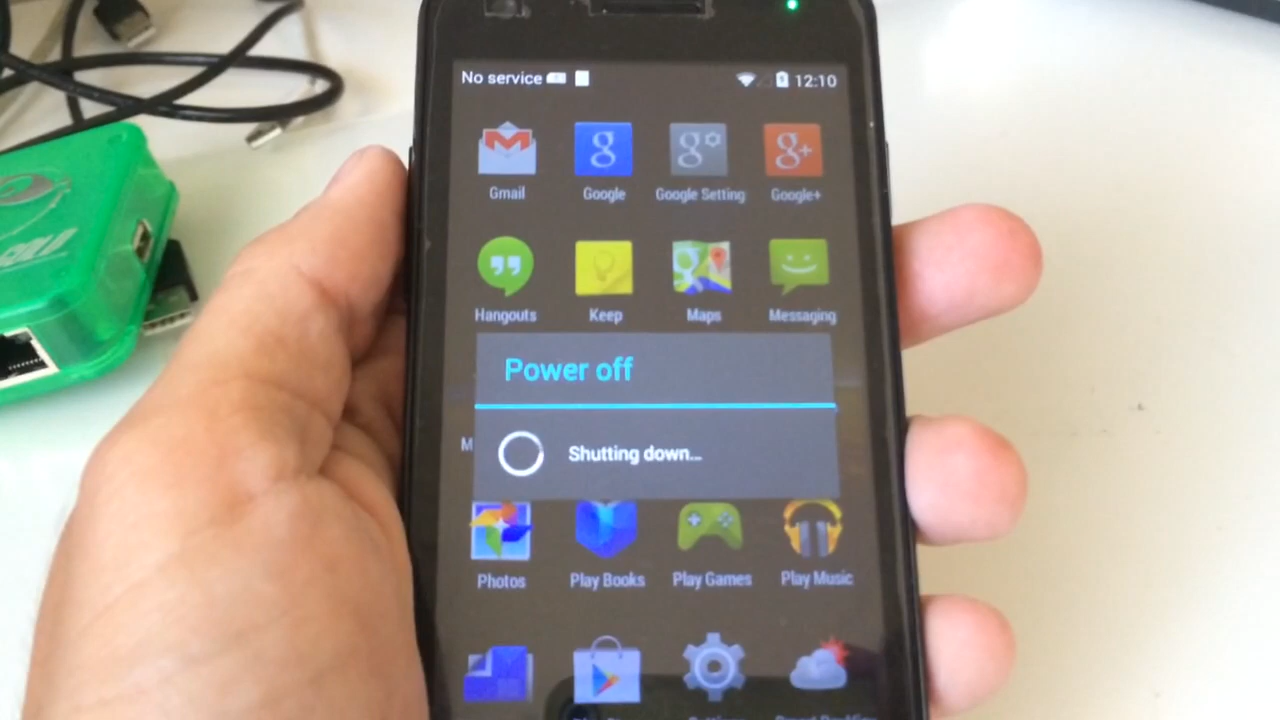 No service 12:10
Gmail Google Google Setting Google+
Hangouts Keep Maps Messaging
Power off
M
Shutting down...
Photos Play Books Play Games Play Music